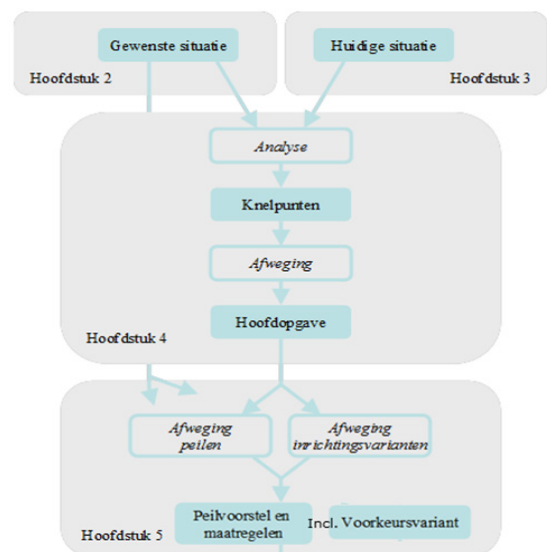 Gewenste situatie
Huidige situatie
Hoofdstuk 2
Hoofdstuk 3
Analyse
Knelpunten
Afweging
Hoofdopgave
Hoofdstuk 4
Afweging
peilen
Afweging
inrichtingsvarianten
Peilvoorstel en
maatregelen
Incl. Voorkeursvariant
Hoofdstuk 5